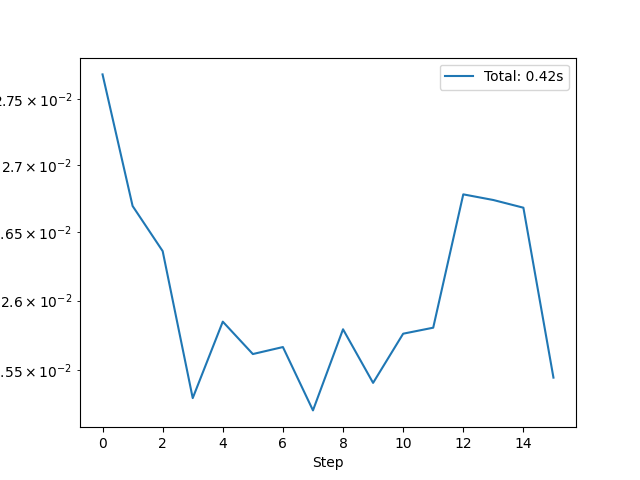 Total: 0.42s
2.75 × 10⁻²
2.7 × 10⁻²
.65 × 10⁻²
2.6 × 10⁻²
.55 × 10⁻²
0 2 4 6 8 10 12 14
Step